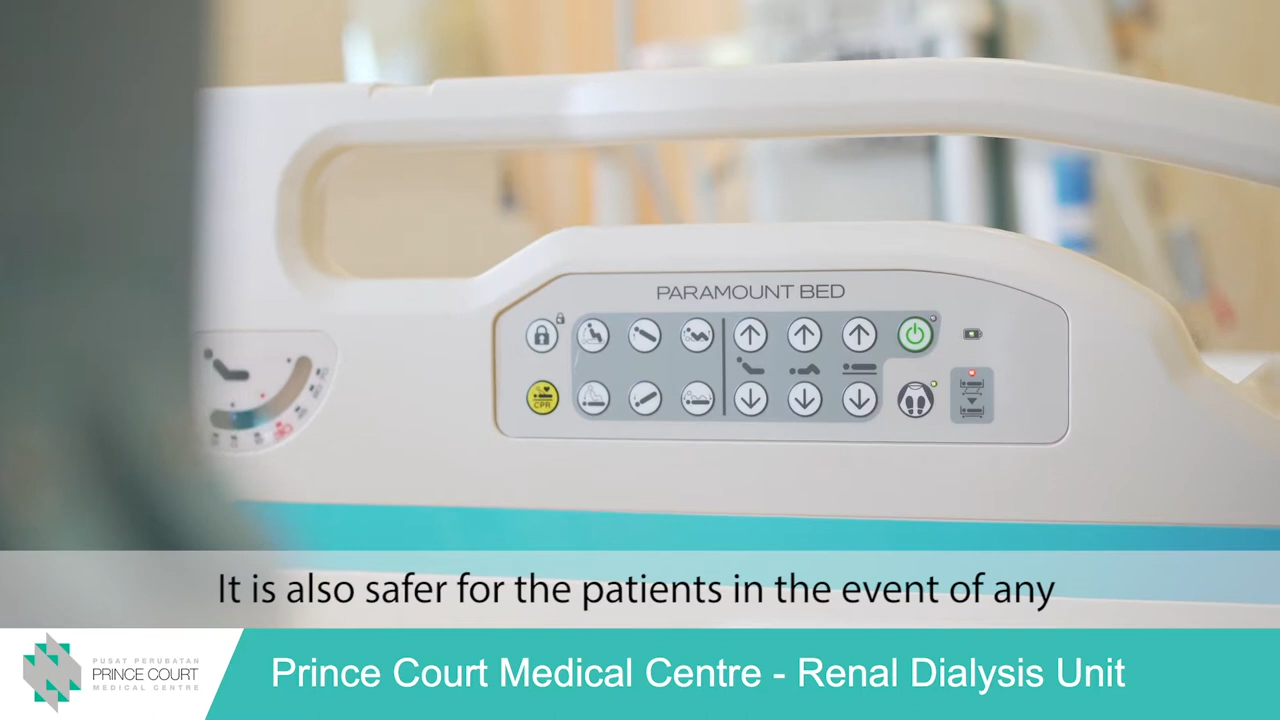 PARAMOUNT BED
CPR
It is also safer for the patients in the event of any
PUSAT PERUBATAN
PRINCE COURT
MEDICAL CENTRE
Prince Court Medical Centre - Renal Dialysis Unit